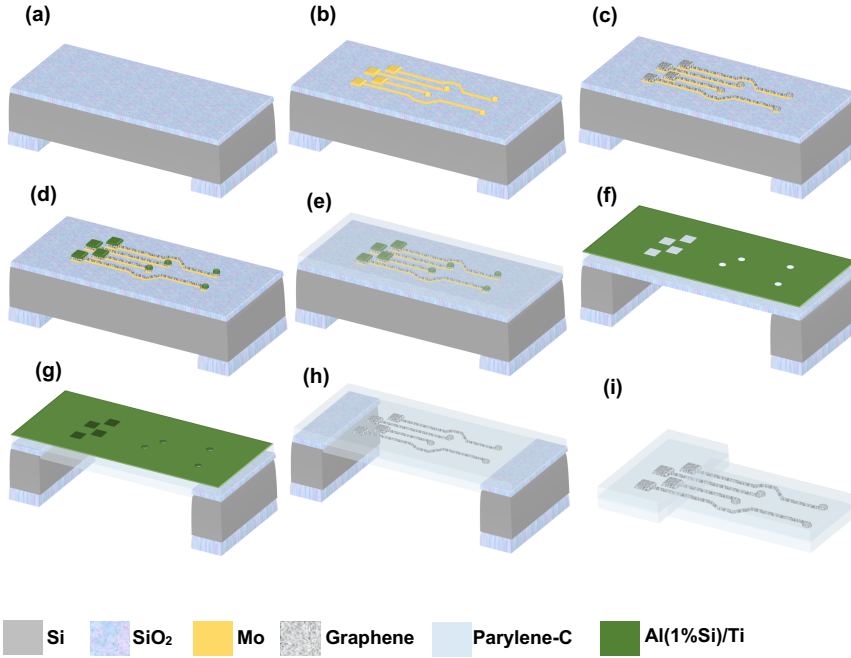 (a) (b) (c)
(d) (e) (f)
(g) (h) (i)
Si SiO₂ Mo Graphene Parylene-C Al(1%Si)/Ti